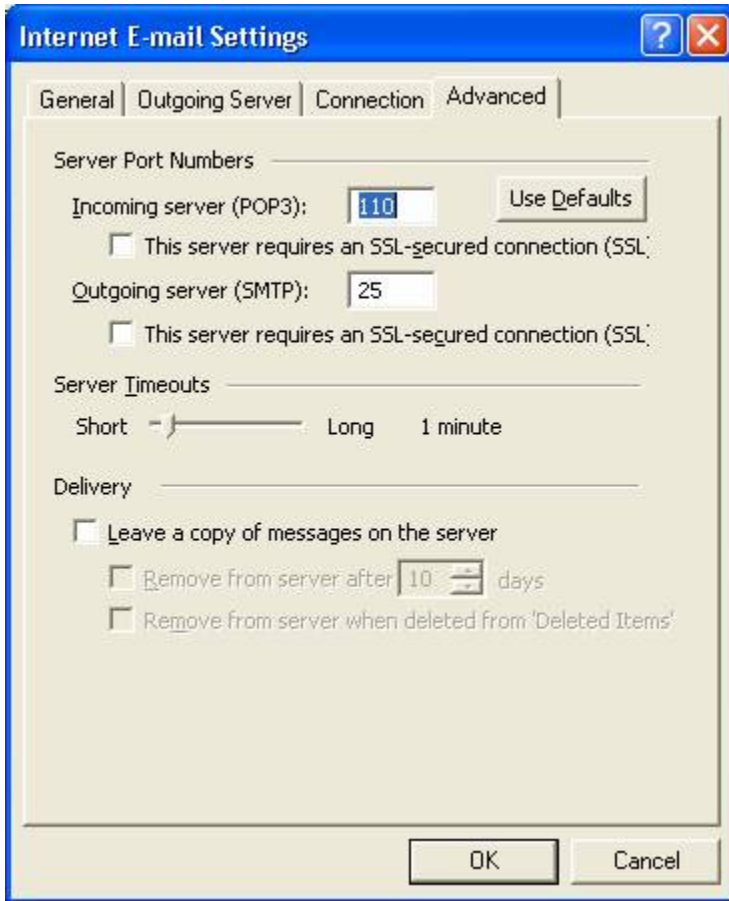 Internet E-mail Settings
General Outgoing Server Connection Advanced
Server Port Numbers
Incoming server (POP3): 110 Use Defaults
This server requires an SSL-secured connection (SSL)
Outgoing server (SMTP): 25
This server requires an SSL-secured connection (SSL)
Server Timeouts
Short Long 1 minute
Delivery
Leave a copy of messages on the server
Remove from server after 10 days
Remove from server when deleted from 'Deleted Items'
OK Cancel